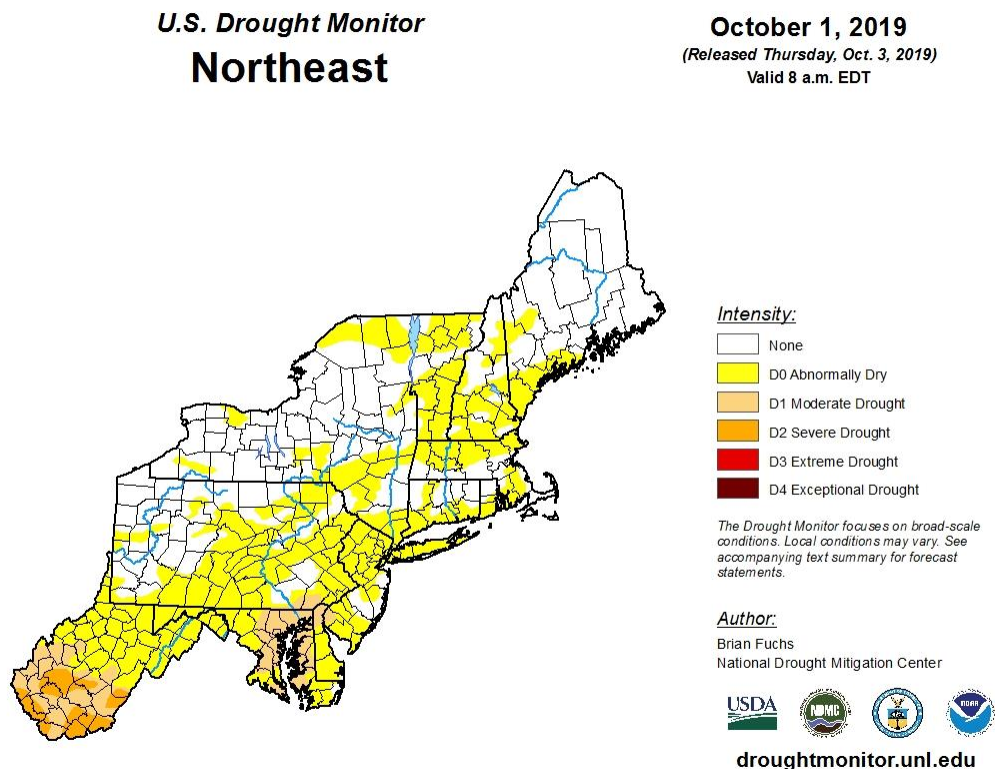 U.S. Drought Monitor
Northeast
October 1, 2019
(Released Thursday, Oct. 3, 2019)
Valid 8 a.m. EDT
Intensity:
None
D0 Abnormally Dry
D1 Moderate Drought
D2 Severe Drought
D3 Extreme Drought
D4 Exceptional Drought
The Drought Monitor focuses on broad-scale
conditions. Local conditions may vary. See
accompanying text summary for forecast
statements.
Author:
Brian Fuchs
National Drought Mitigation Center
USDA
NDMC
NOAA
droughtmonitor.unl.edu